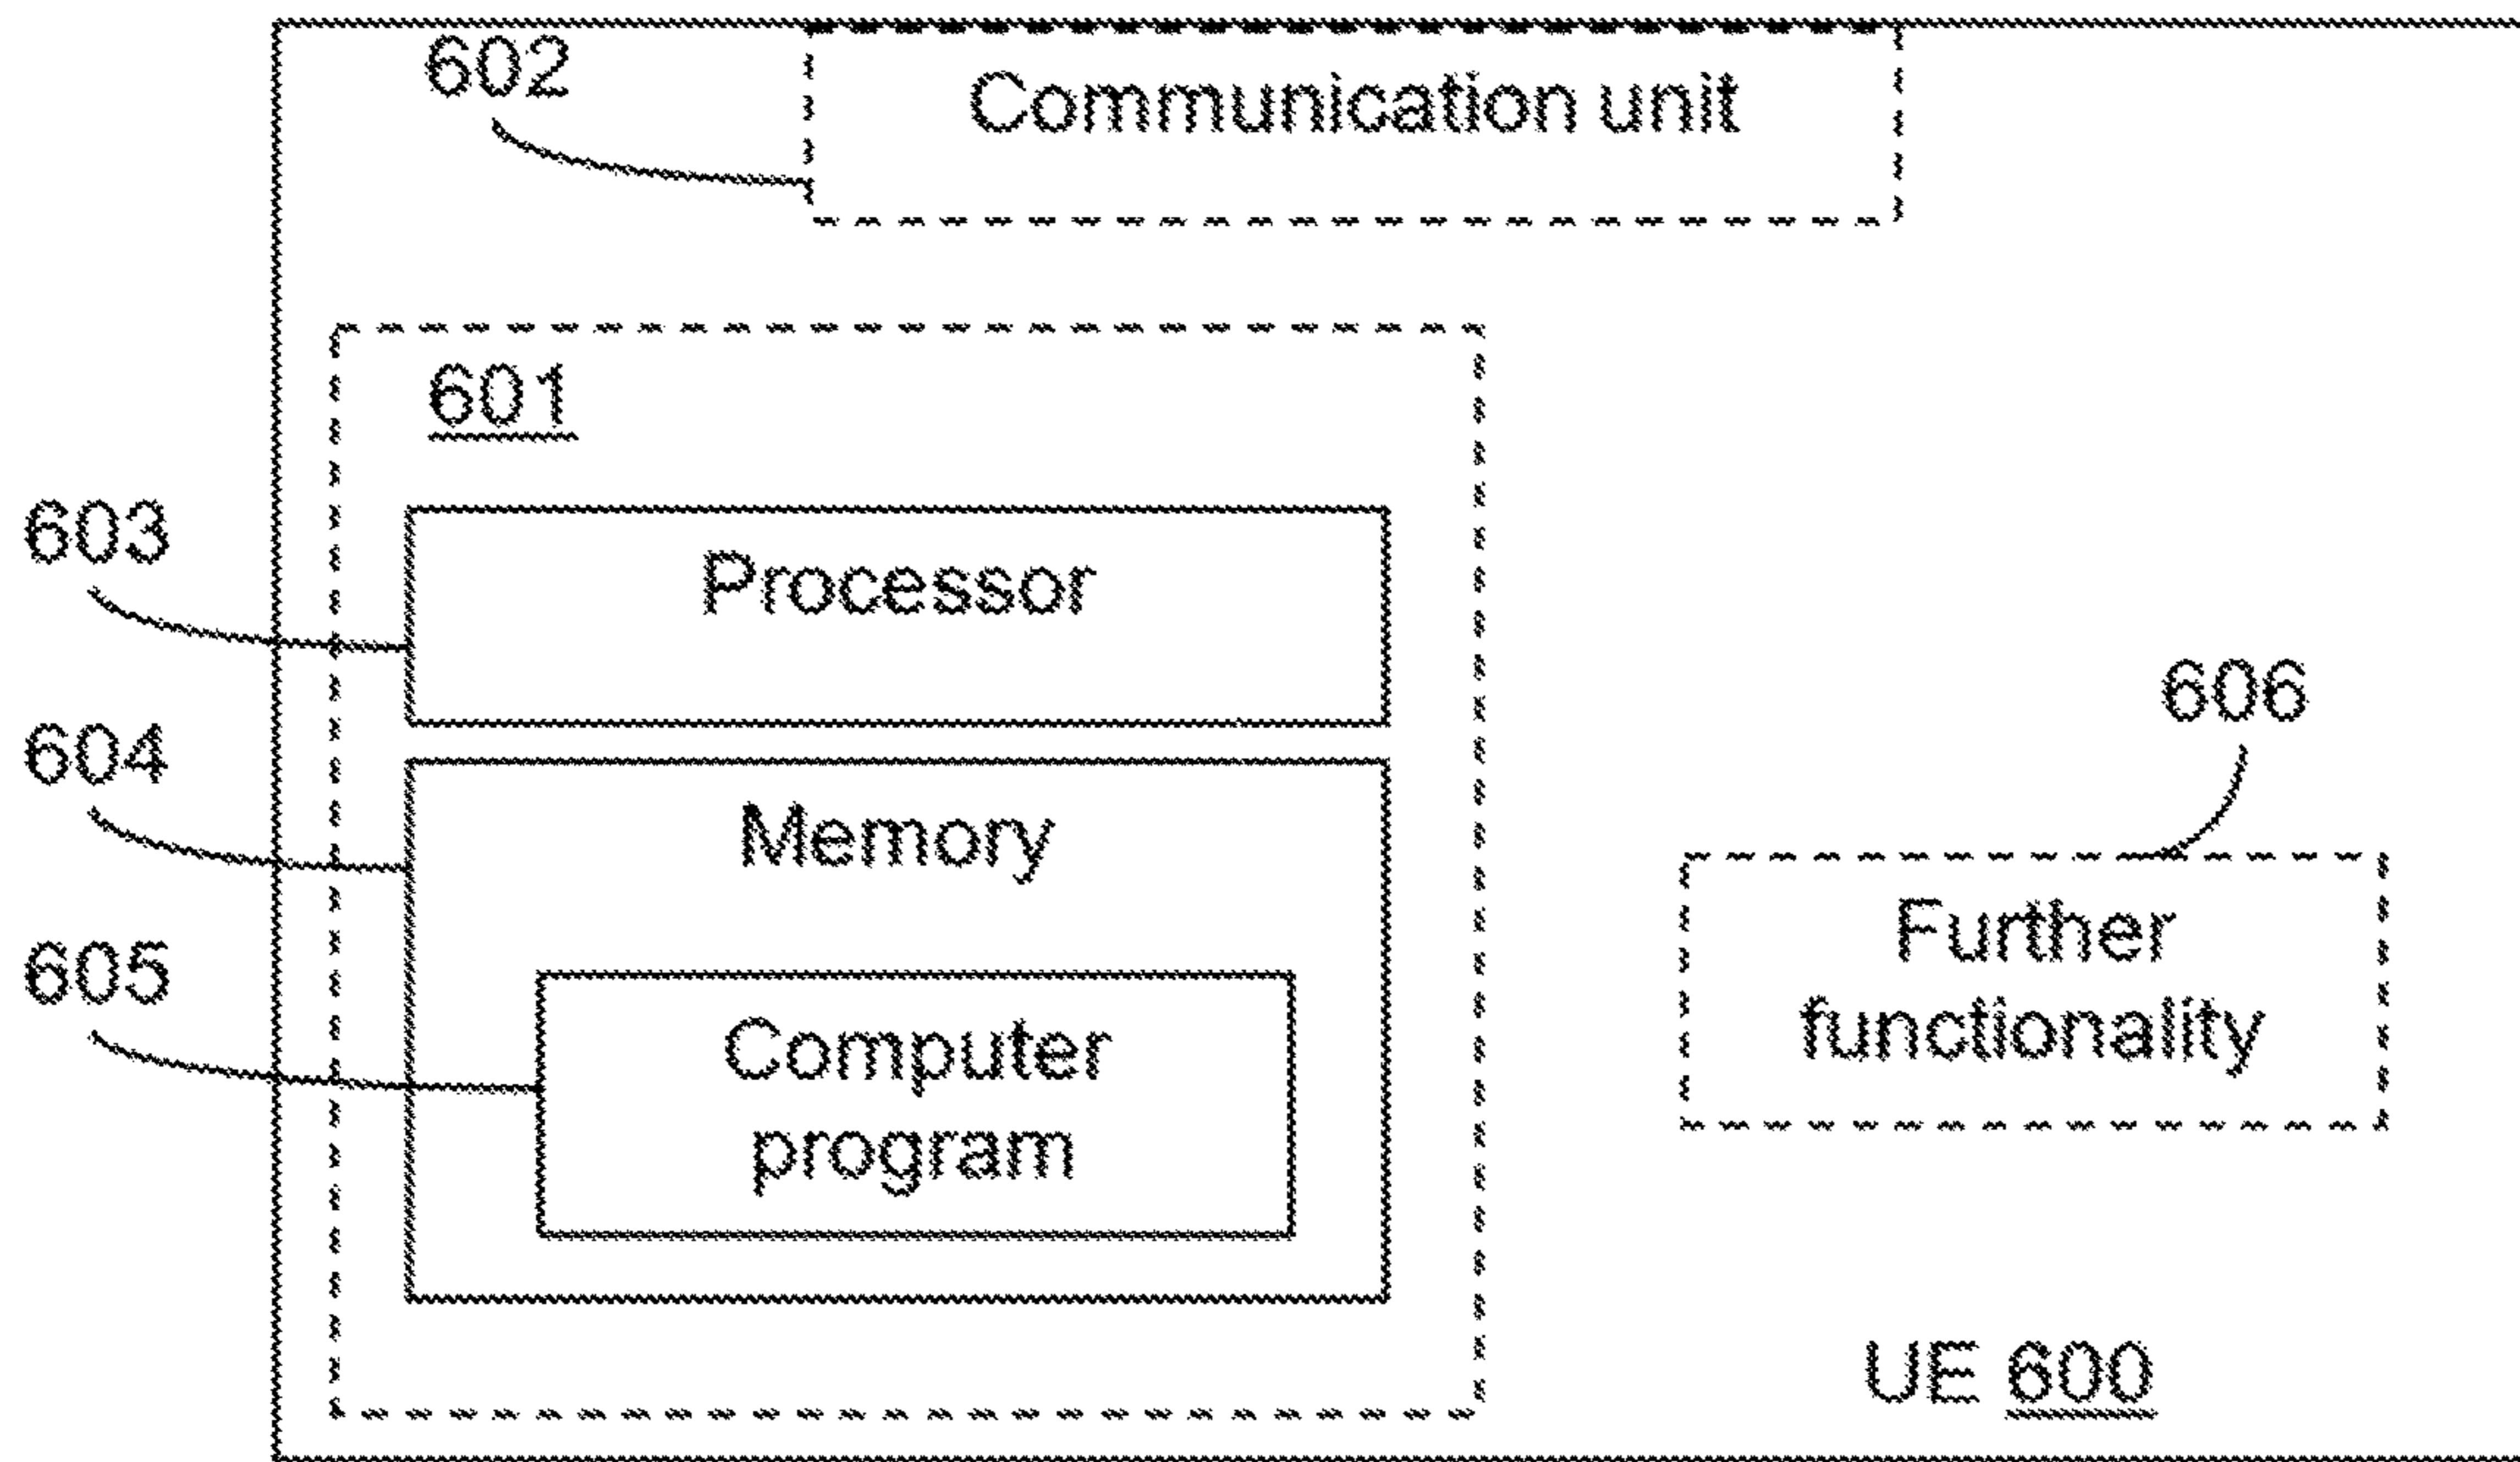 602
Communication unit
601
603
Processor
606
604
Memory
Further
functionality
605
Computer
program
UE 600